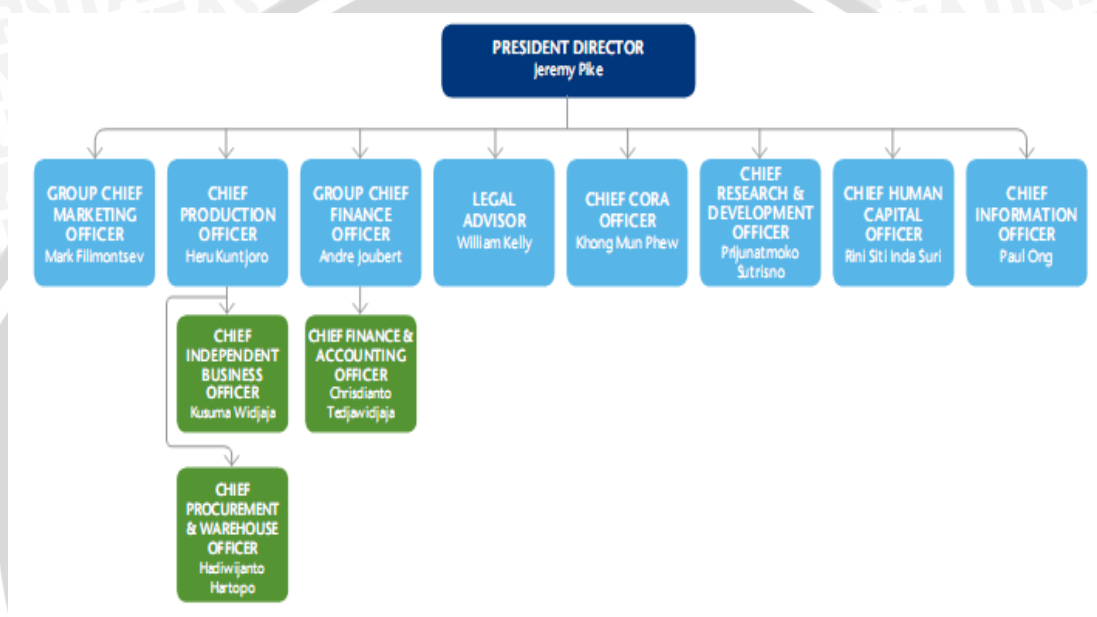 PRESIDENT DIRECTOR
Jeremy Pike
GROUP CHIEF
MARKETING
OFFICER
Mark Filimontsev
CHIEF
PRODUCTION
OFFICER
Heru Kuntjoro
GROUP CHIEF
FINANCE
OFFICER
Andre Joubert
LEGAL
ADVISOR
William Kelly
CHIEF CORA
OFFICER
Khong Mun Phew
CHIEF
RESEARCH &
DEVELOPMENT
OFFICER
Prijunatmoko
Sutrisno
CHIEF HUMAN
CAPITAL
OFFICER
Rini Siti Inda Suri
CHIEF
INFORMATION
OFFICER
Paul Ong
CHIEF
INDEPENDENT
BUSINESS
OFFICER
Kusuma Widjaja
CHIEF FINANCE &
ACCOUNTING
OFFICER
Chrisdianto
Tedjawidjaja
CHIEF
PROCUREMENT
& WAREHOUSE
OFFICER
Hadiwijanto
Hartopo